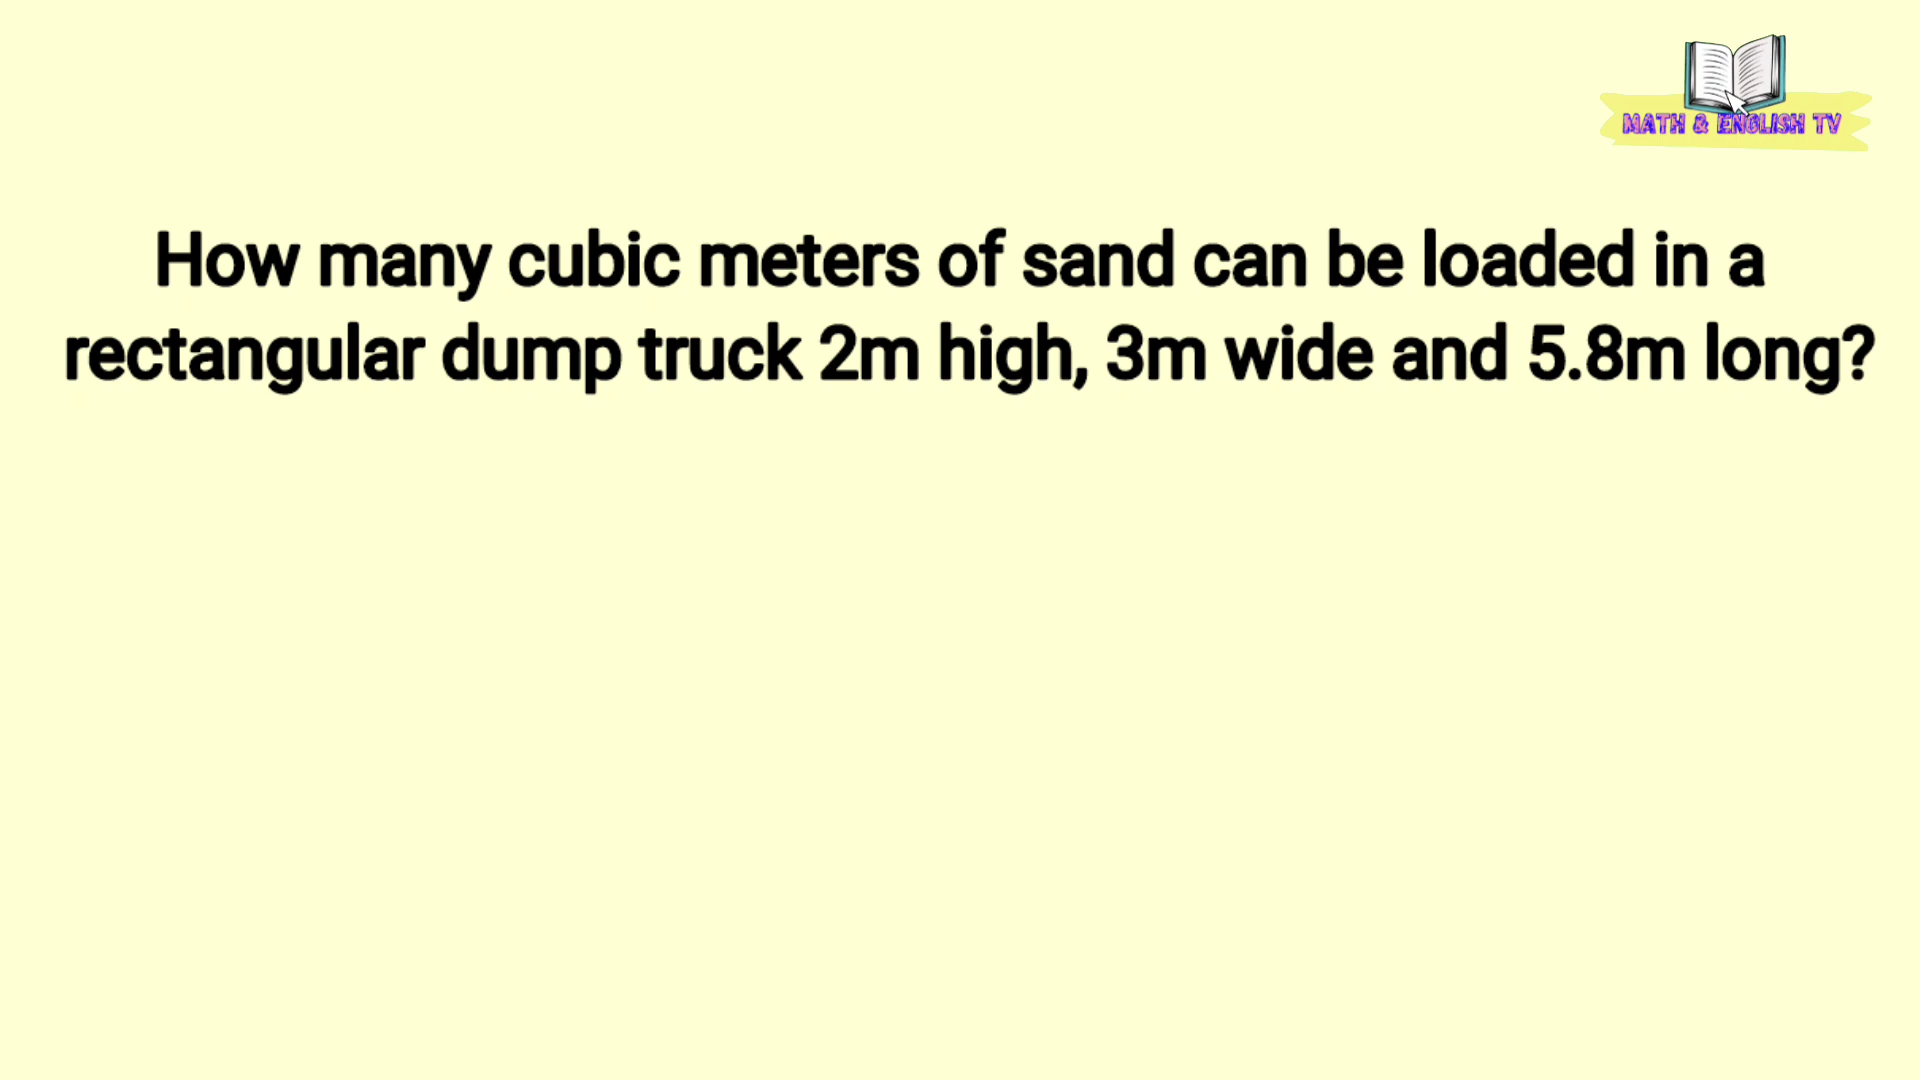 MATH & ENGLISH TV
How many cubic meters of sand can be loaded in a
rectangular dump truck 2m high, 3m wide and 5.8m long?